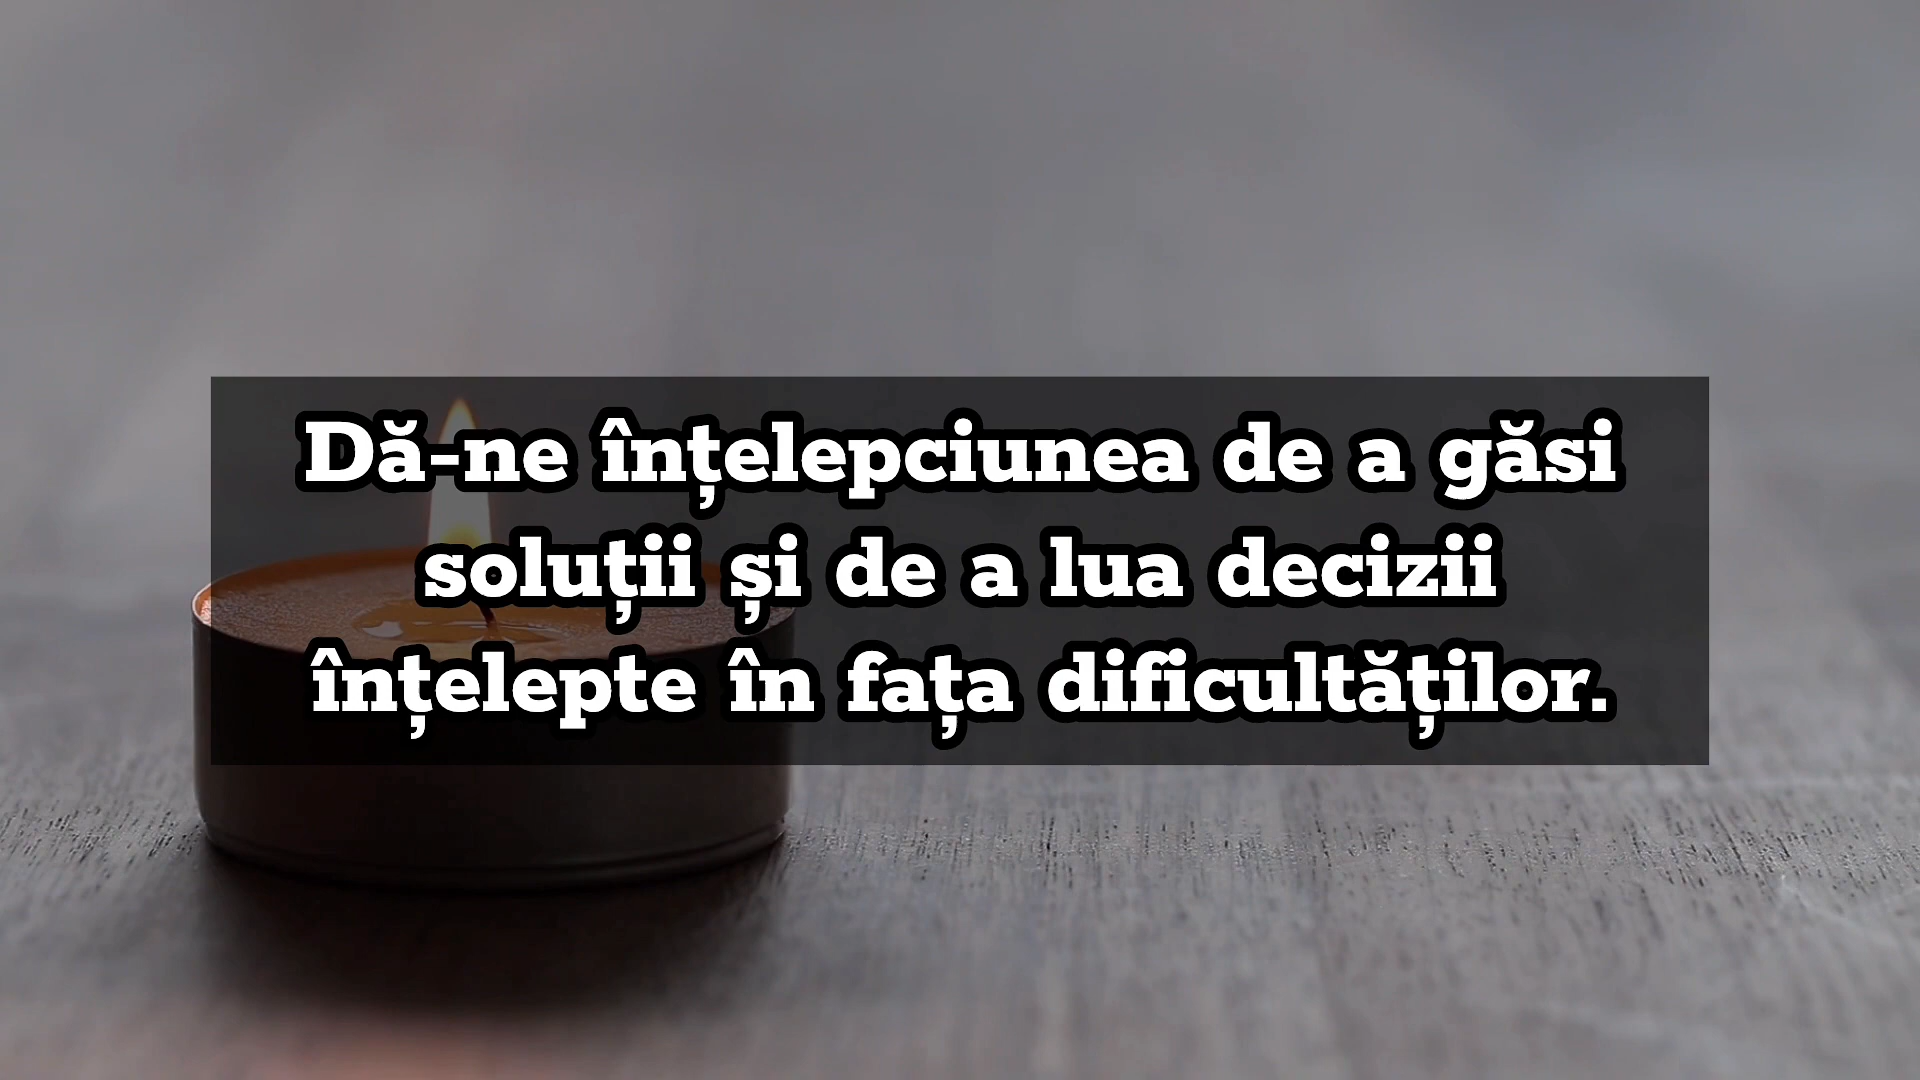 Dă-ne înțelepciunea de a găsi
soluții și de a lua decizii
înțelepte în fața dificultăților.